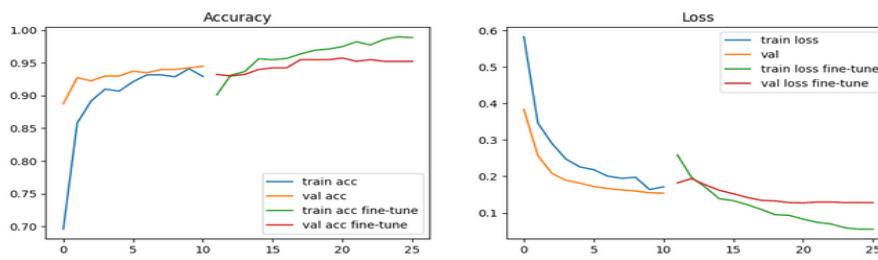 Accuracy
1.00
0.95
0.90
0.85
0.80
0.75
0.70
0
5
10
15
20
25
train acc
val acc
train acc fine-tune
val acc fine-tune
Loss
0.6
0.5
0.4
0.3
0.2
0.1
0
5
10
15
20
25
train loss
val
train loss fine-tune
val loss fine-tune